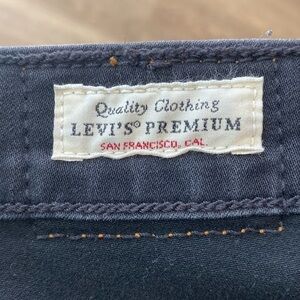 Quality Clothing
LEVI'S® PREMIUM
SAN FRANCISCO, CAL.